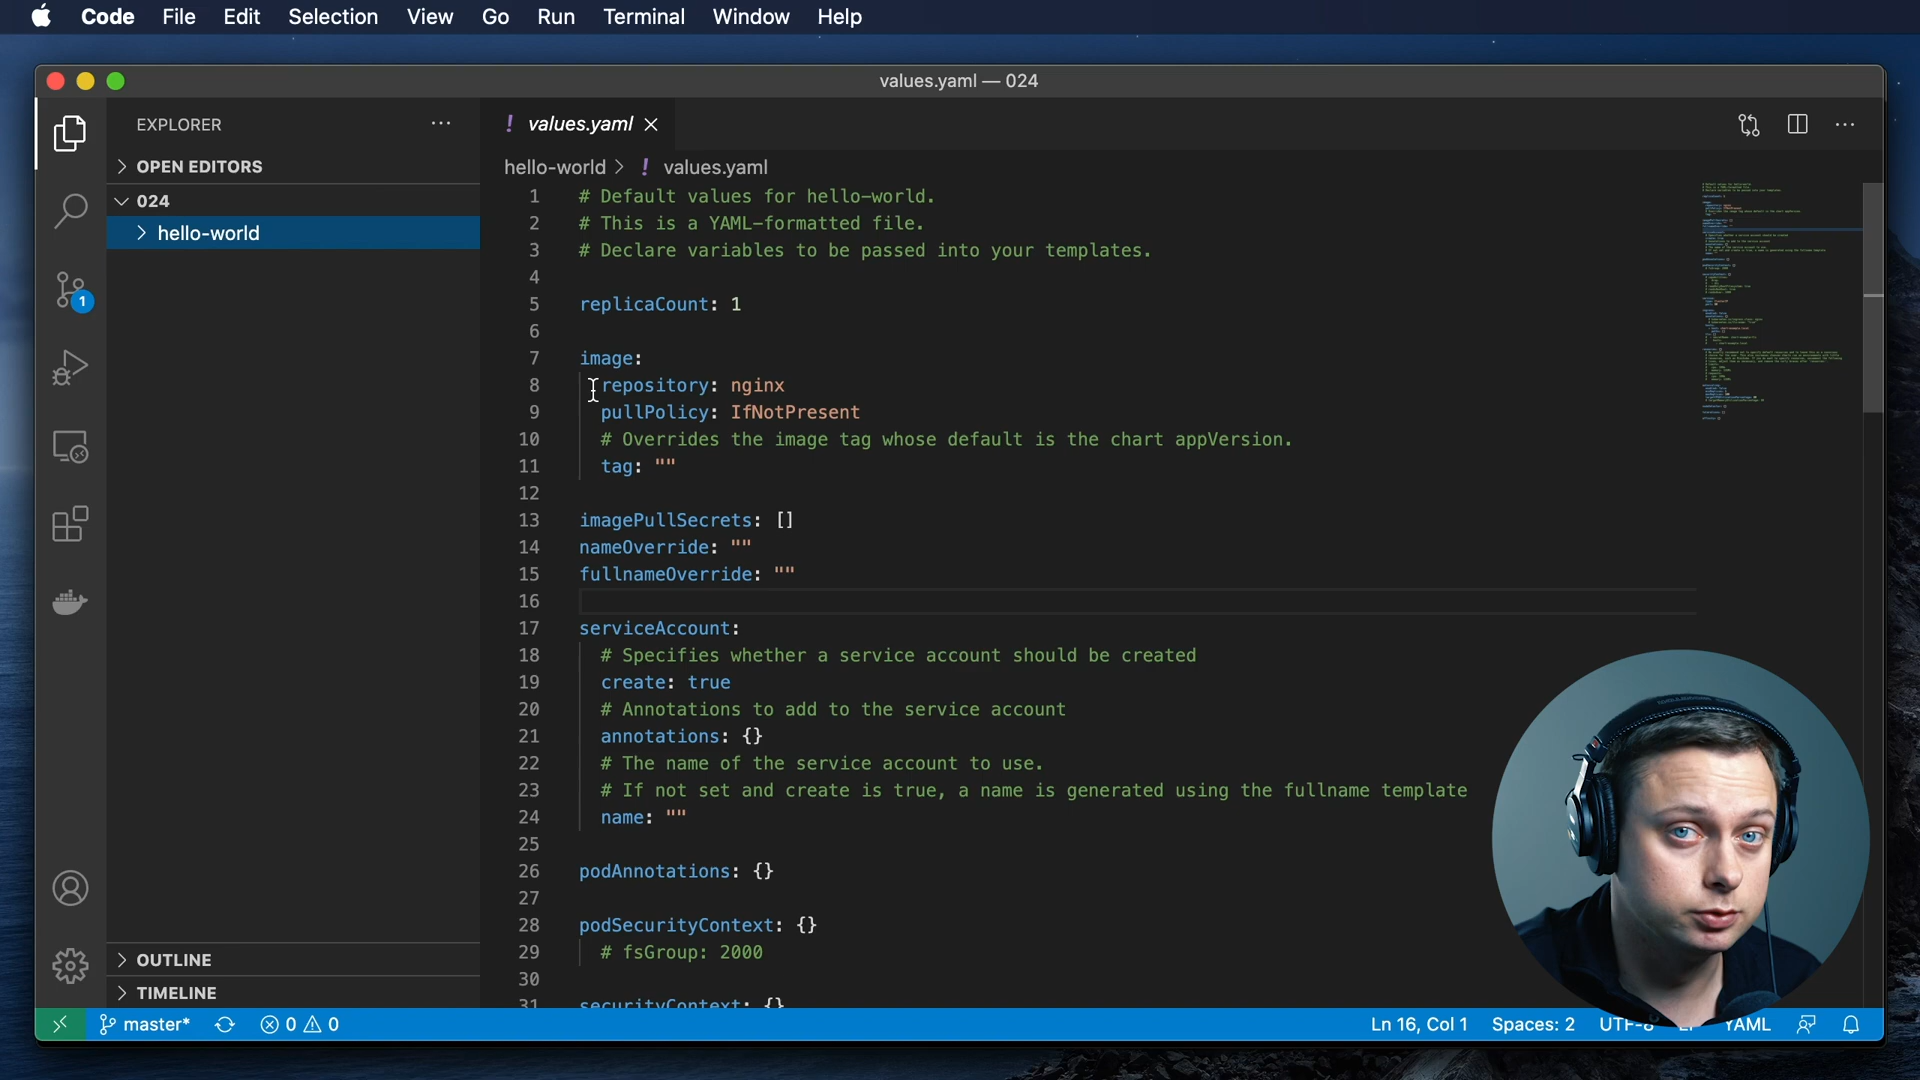 Code File Edit Selection View Go Run Terminal Window Help
values.yaml — 024
EXPLORER ···
OPEN EDITORS
024
hello-world
OUTLINE
TIMELINE
! values.yaml
hello-world > ! values.yaml
1 # Default values for hello-world.
2 # This is a YAML-formatted file.
3 # Declare variables to be passed into your templates.
4
5 replicaCount: 1
6
7 image:
8 repository: nginx
9 pullPolicy: IfNotPresent
10 # Overrides the image tag whose default is the chart appVersion.
11 tag: ""
12
13 imagePullSecrets: []
14 nameOverride: ""
15 fullnameOverride: ""
16
17 serviceAccount:
18 # Specifies whether a service account should be created
19 create: true
20 # Annotations to add to the service account
21 annotations: {}
22 # The name of the service account to use.
23 # If not set and create is true, a name is generated using the fullname template
24 name: ""
25
26 podAnnotations: {}
27
28 podSecurityContext: {}
29 # fsGroup: 2000
30
31 securityContext: {}
1
master* 0 0 Ln 16, Col 1 Spaces: 2 UTF-8 YAML